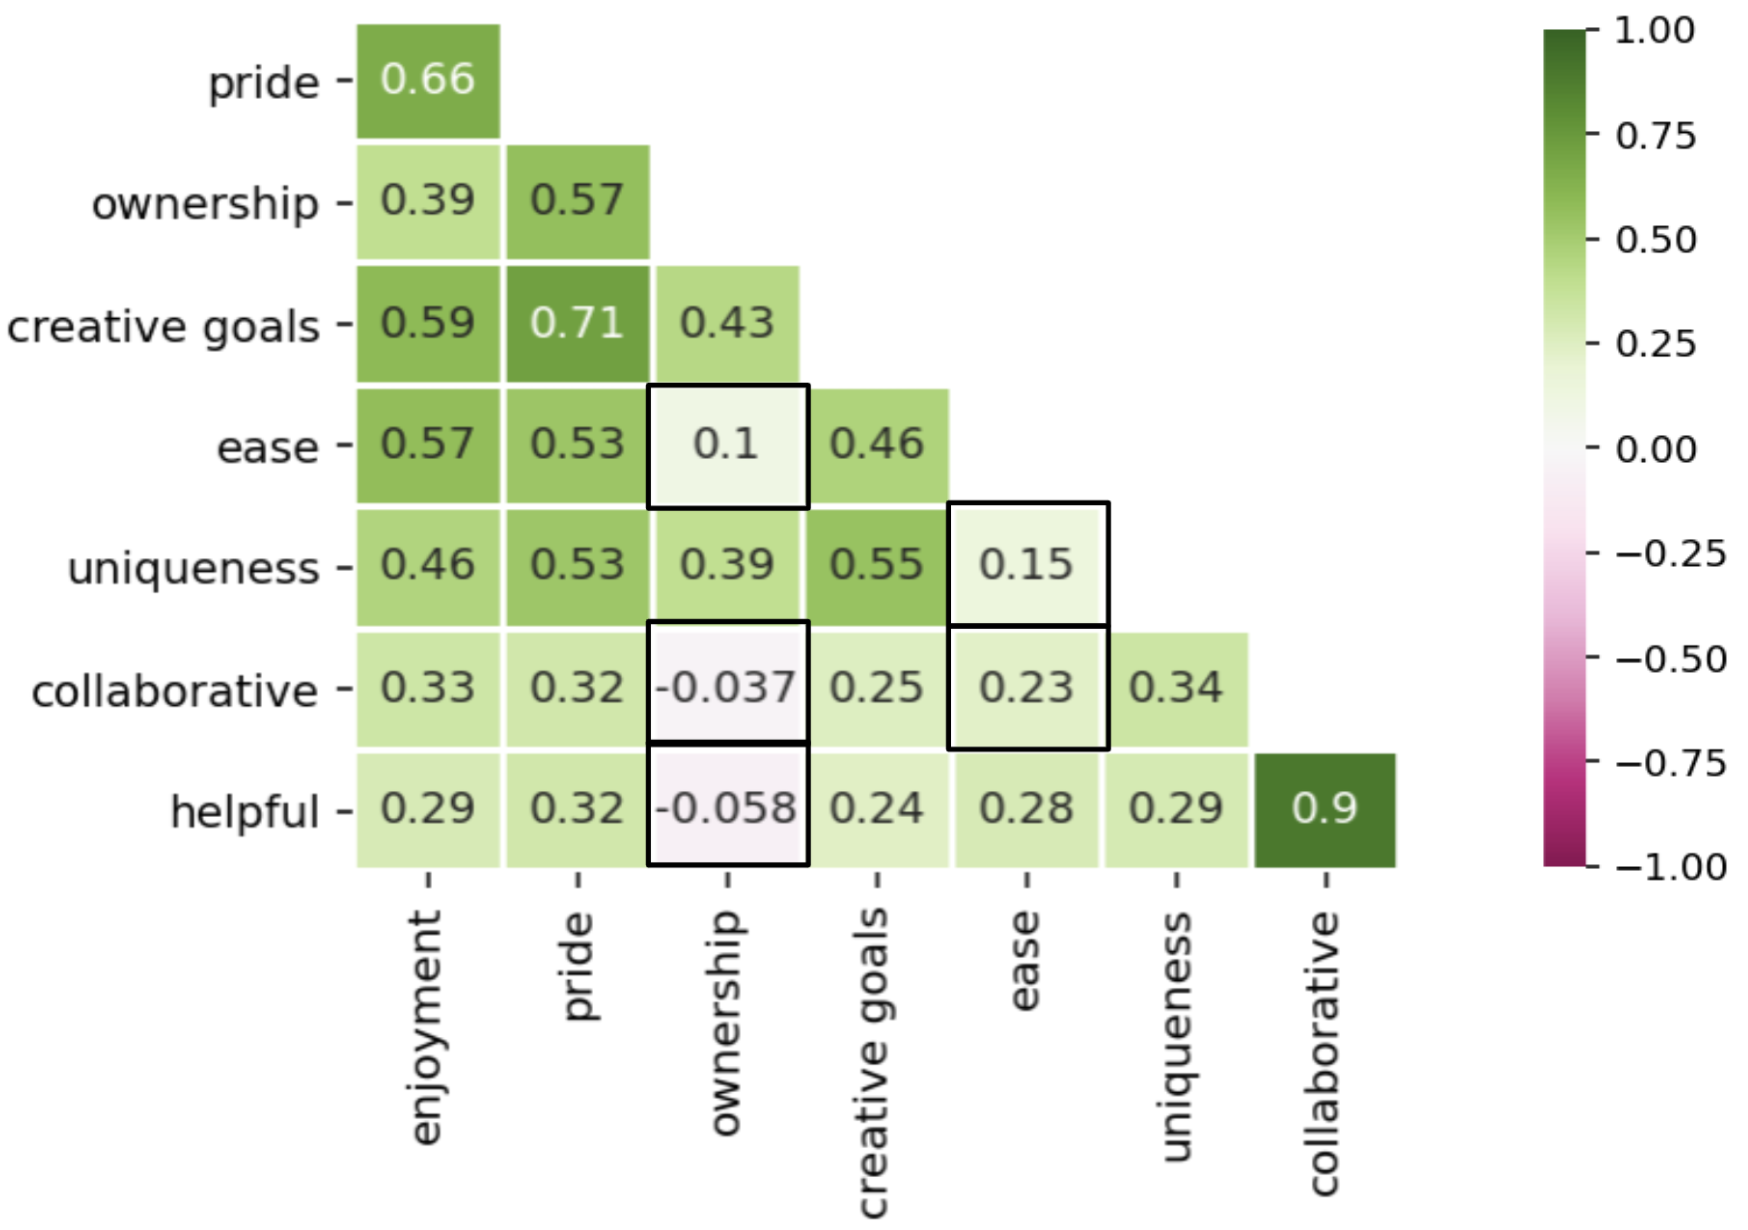 pride 0.66
ownership 0.39 0.57
creative goals 0.59 0.71 0.43
ease 0.57 0.53 0.1 0.46
uniqueness 0.46 0.53 0.39 0.55 0.15
collaborative 0.33 0.32 -0.037 0.25 0.23 0.34
helpful 0.29 0.32 -0.058 0.24 0.28 0.29 0.9
enjoyment
pride
ownership
creative goals
ease
uniqueness
collaborative
1.00
0.75
0.50
0.25
0.00
−0.25
−0.50
−0.75
−1.00